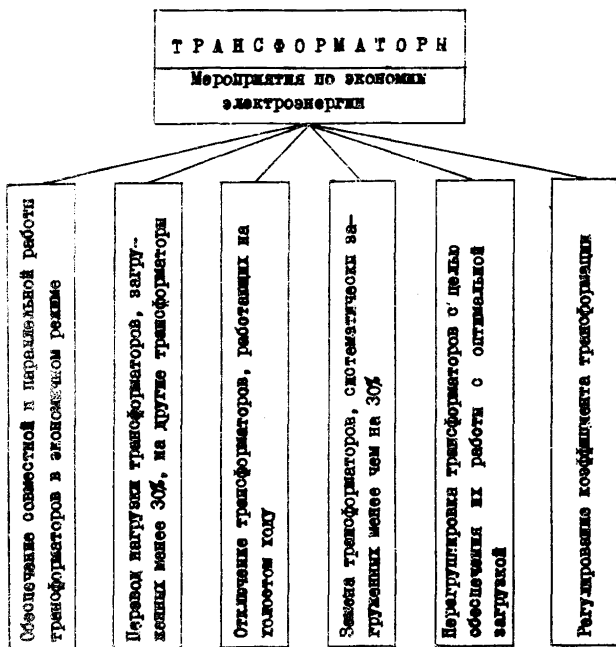 ТРАНСФОРМАТОРЫ
Мероприятия по экономии
электроэнергии
Обеспечение совместной и параллельной работы
трансформаторов в экономичном режиме
Перевод нагрузки трансформаторов, загру-
женных менее 30%, на другие трансформаторы
Отключение трансформаторов, работающих на
холостом ходу
Замена трансформаторов, систематически за-
груженных менее чем на 30%
Перагруппировка трансформаторов с целью
обеспечения их работы с оптимальной
загрузкой
Регулирование коэффициента трансформации